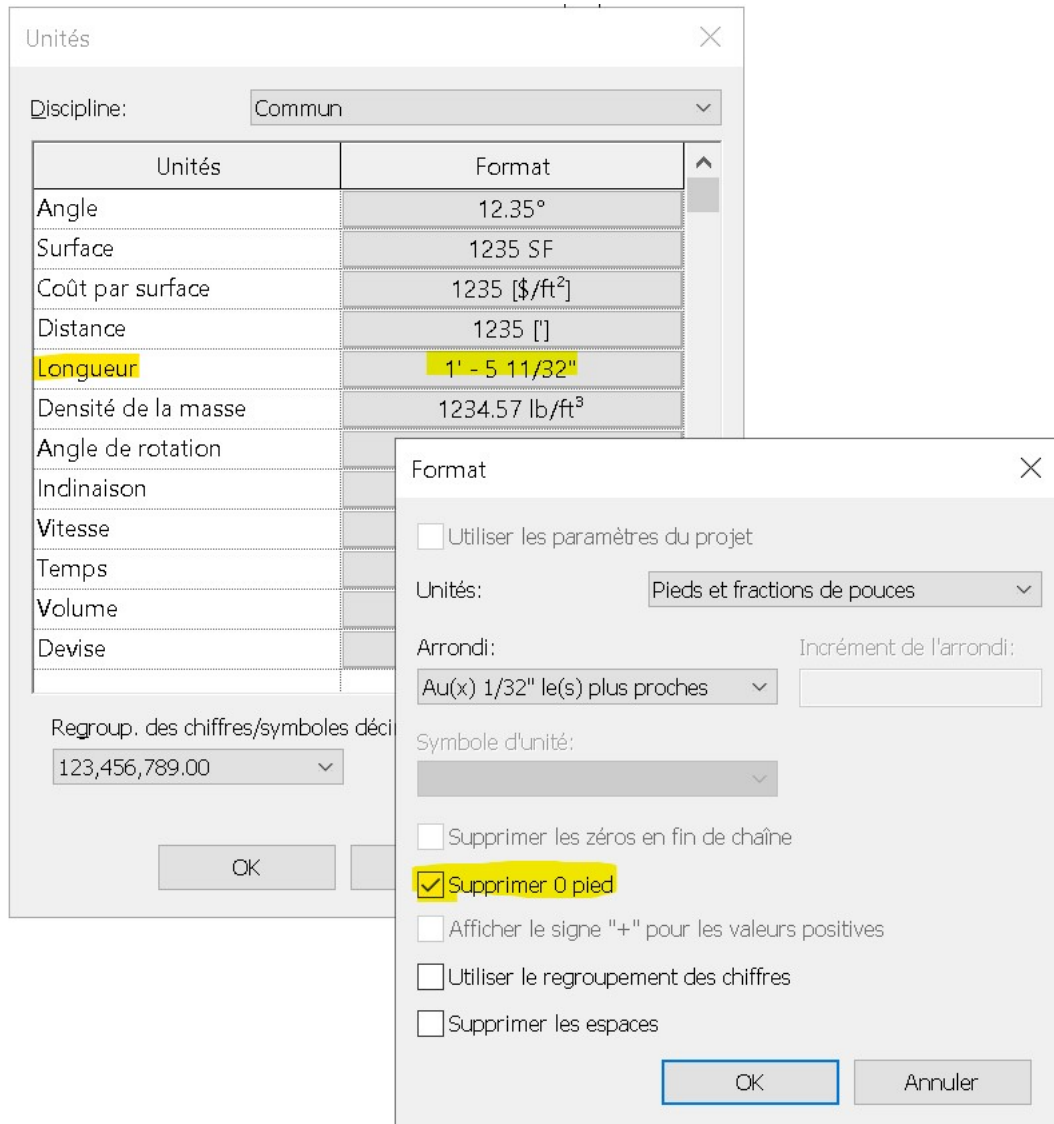 Unités
Discipline: Commun
Unités Format
Angle 12.35°
Surface 1235 SF
Coût par surface 1235 [$/ft²]
Distance 1235 [']
Longueur 1' - 5 11/32"
Densité de la masse 1234.57 lb/ft³
Angle de rotation
Inclinaison
Vitesse
Temps
Volume
Devise
Regroup. des chiffres/symboles déci
123,456,789.00
OK
Format
Utiliser les paramètres du projet
Unités: Pieds et fractions de pouces
Arrondi: Incrément de l'arrondi:
Au(x) 1/32" le(s) plus proches
Symbole d'unité:
Supprimer les zéros en fin de chaîne
Supprimer 0 pied
Afficher le signe "+" pour les valeurs positives
Utiliser le regroupement des chiffres
Supprimer les espaces
OK Annuler